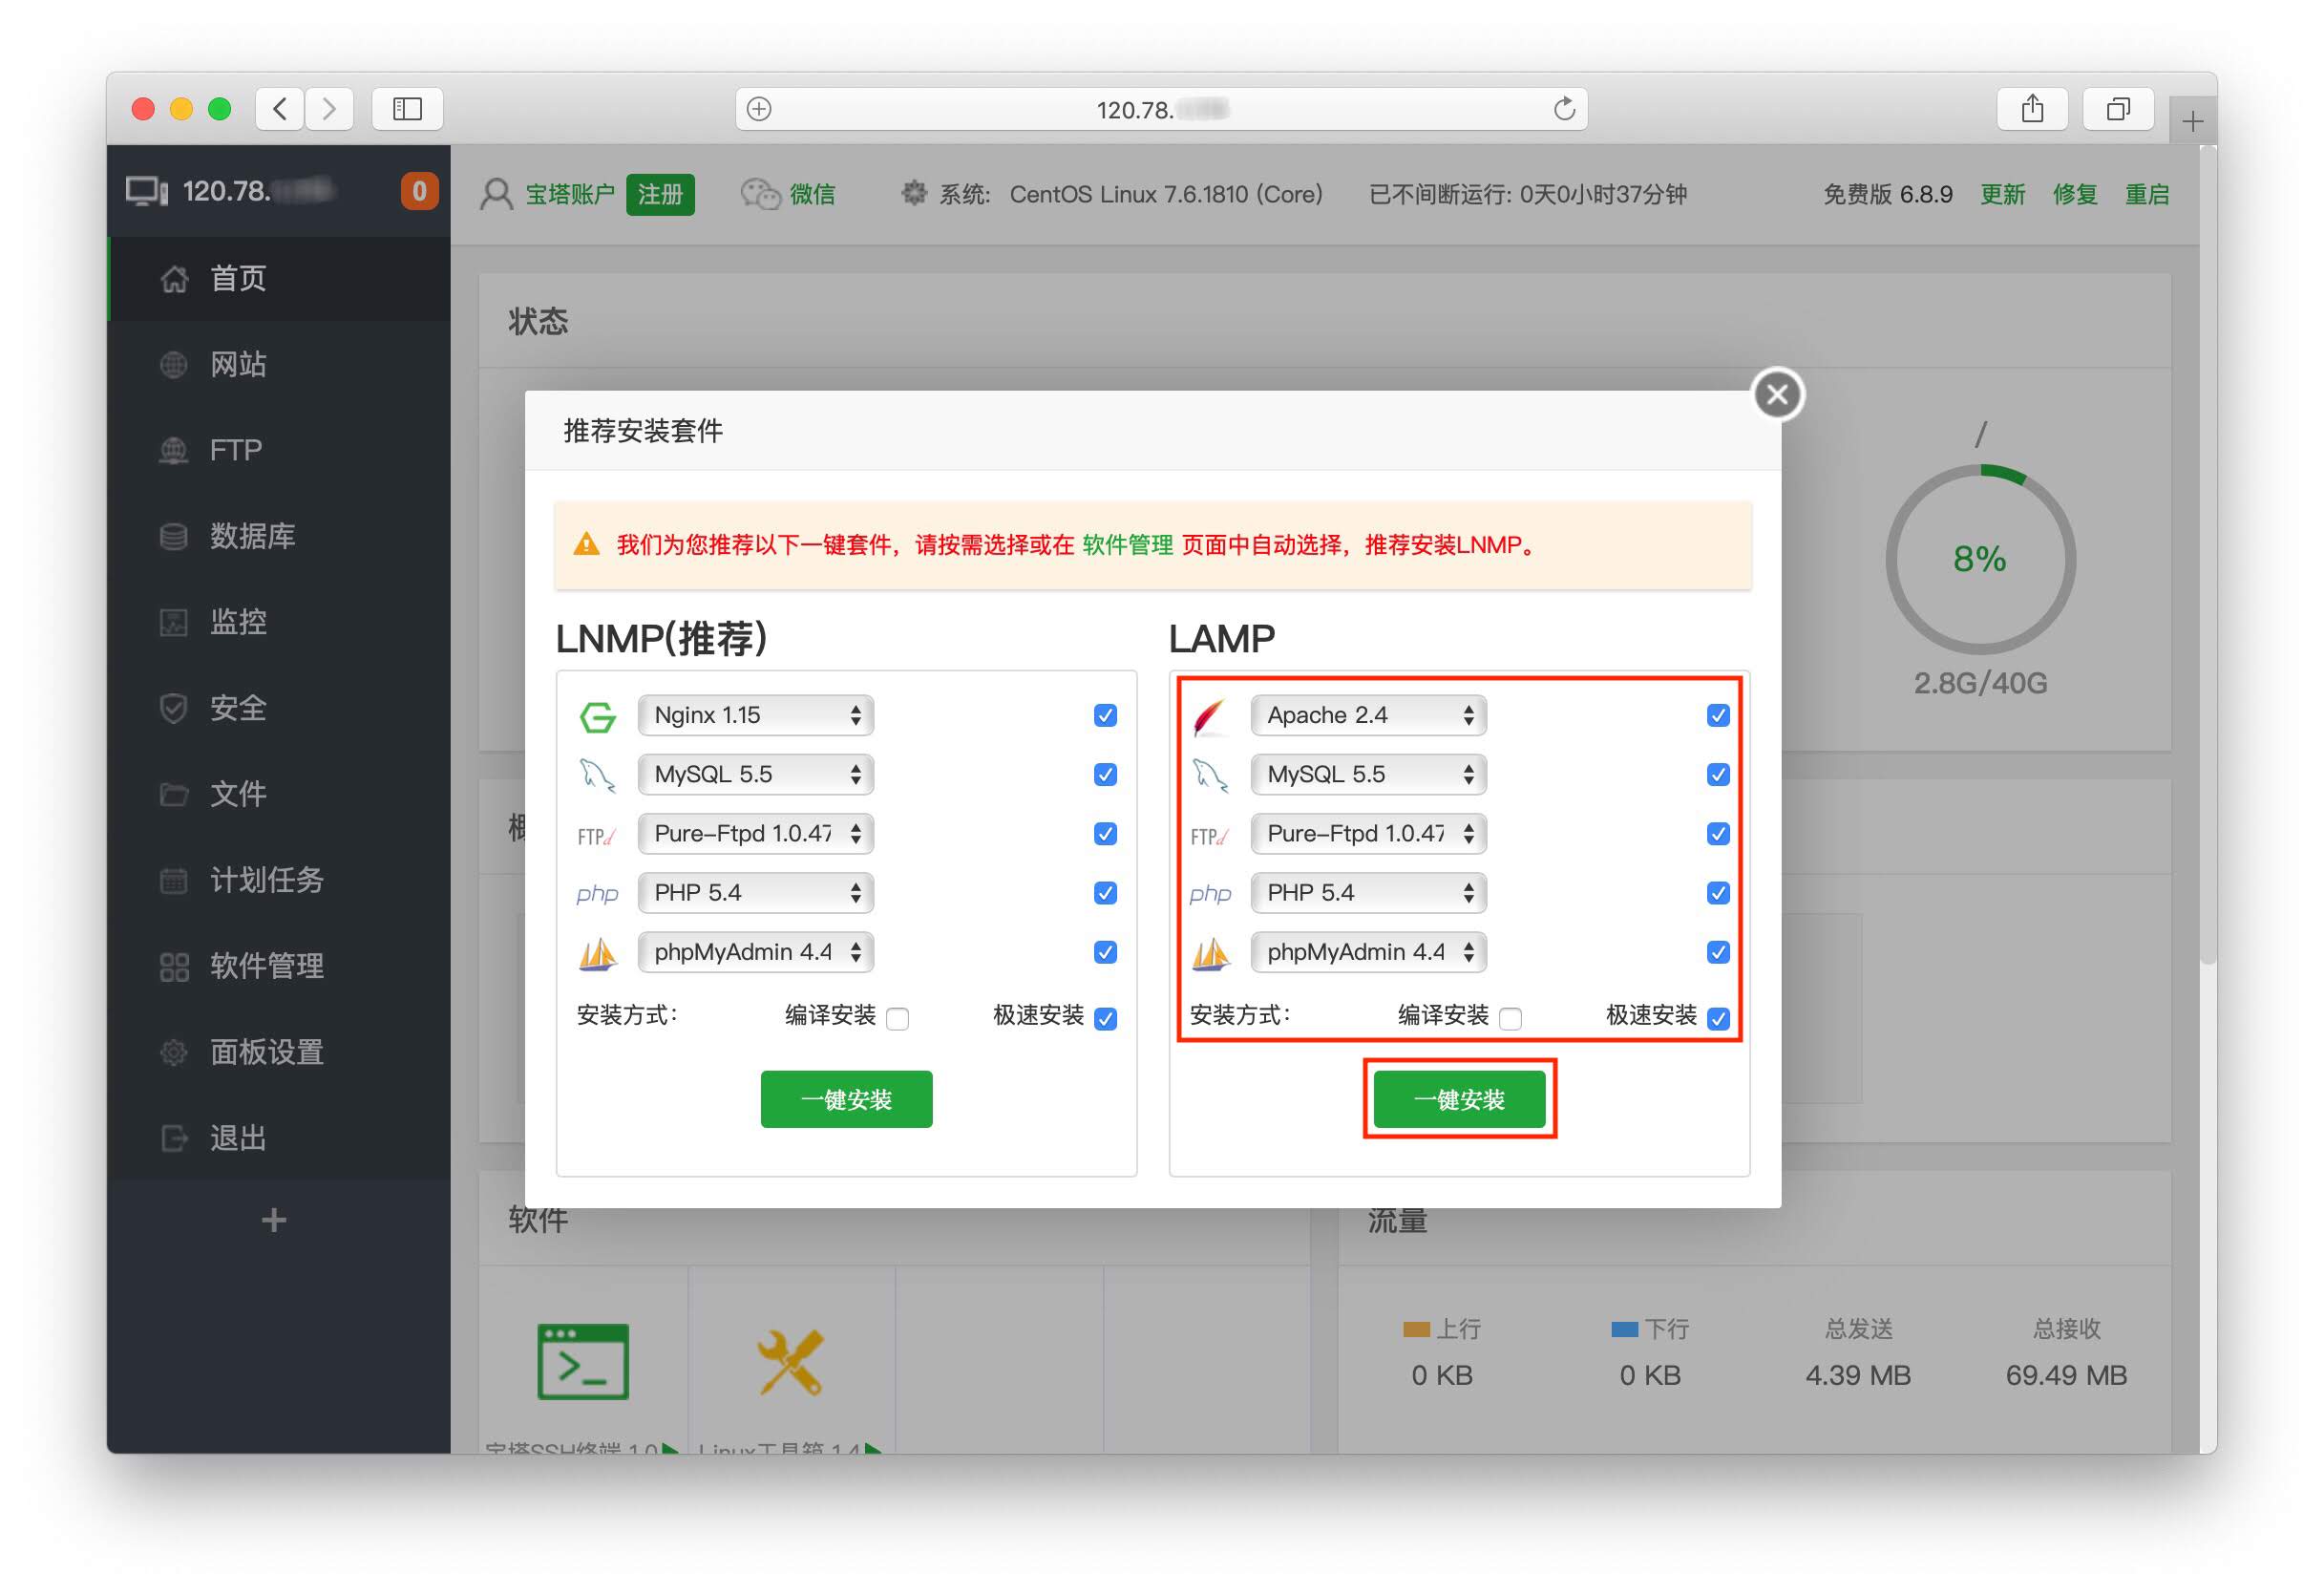 120.78.
120.78.
0
宝塔账户 注册 微信 系统: CentOS Linux 7.6.1810 (Core) 已不间断运行: 0天0小时37分钟 免费版 6.8.9 更新 修复 重启
首页
网站
FTP
数据库
监控
安全
文件
计划任务
软件管理
面板设置
退出
状态
/
8%
2.8G/40G
推荐安装套件
我们为您推荐以下一键套件，请按需选择或在 软件管理 页面中自动选择，推荐安装LNMP。
LNMP(推荐)
Nginx 1.15
MySQL 5.5
FTPd Pure-Ftpd 1.0.47
php PHP 5.4
phpMyAdmin 4.4
安装方式： 编译安装 极速安装
一键安装
LAMP
Apache 2.4
MySQL 5.5
FTPd Pure-Ftpd 1.0.47
php PHP 5.4
phpMyAdmin 4.4
安装方式： 编译安装 极速安装
一键安装
软件
宝塔SSH终端 1.0
Linux工具箱 1.4
流量
上行 下行 总发送 总接收
0 KB 0 KB 4.39 MB 69.49 MB